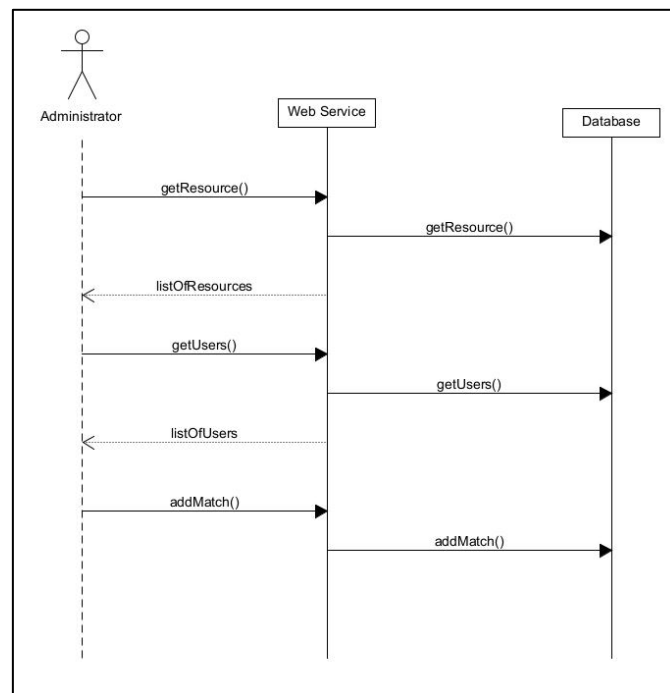 Administrator
Web Service
Database
getResource()
getResource()
listOfResources
getUsers()
getUsers()
listOfUsers
addMatch()
addMatch()